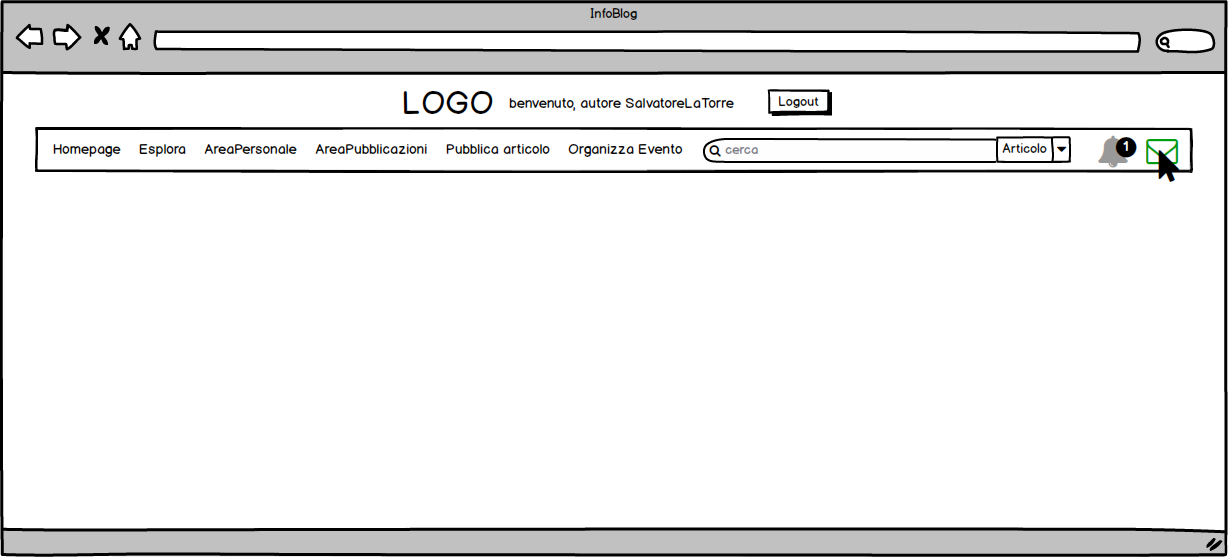 InfoBlog
LOGO benvenuto, autore SalvatoreLaTorre Logout
Homepage Esplora AreaPersonale AreaPubblicazioni Pubblica articolo Organizza Evento cerca Articolo 1